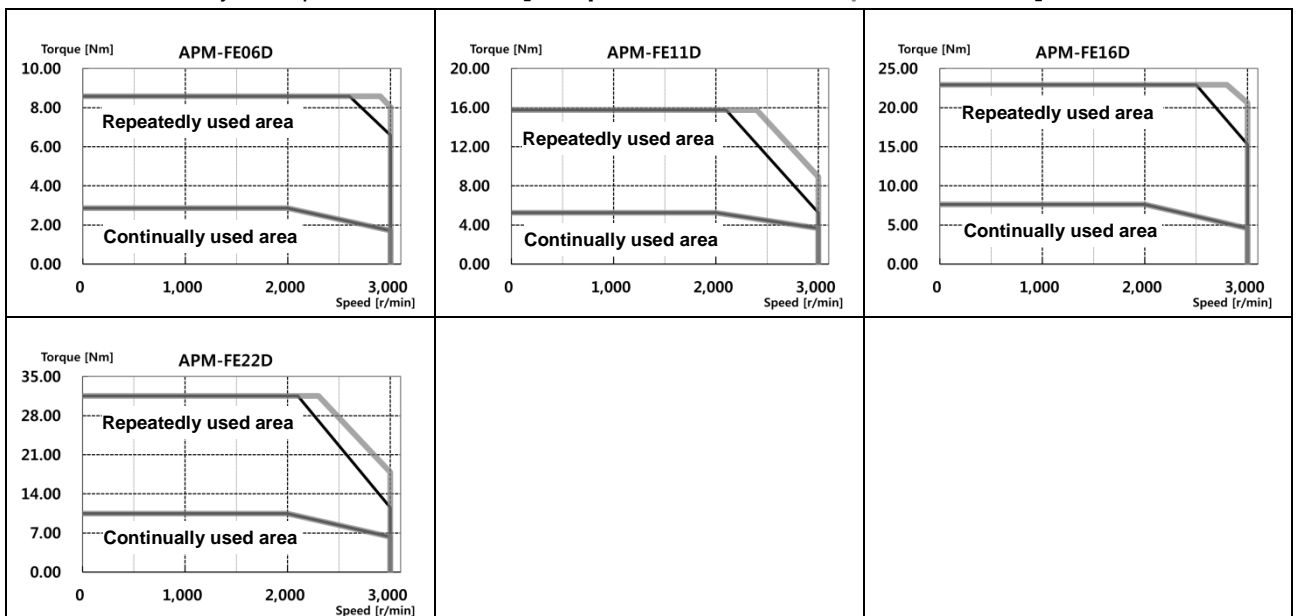 Torque [Nm] APM-FE06D
10.00
8.00
Repeatedly used area
6.00
4.00
2.00
Continually used area
0.00
0 1,000 2,000 3,000
Speed [r/min]
Torque [Nm] APM-FE11D
20.00
16.00
Repeatedly used area
12.00
8.00
4.00
Continually used area
0.00
0 1,000 2,000 3,000
Speed [r/min]
Torque [Nm] APM-FE16D
25.00
20.00
Repeatedly used area
15.00
10.00
5.00
Continually used area
0.00
0 1,000 2,000 3,000
Speed [r/min]
Torque [Nm] APM-FE22D
35.00
28.00
Repeatedly used area
21.00
14.00
7.00
Continually used area
0.00
0 1,000 2,000 3,000
Speed [r/min]